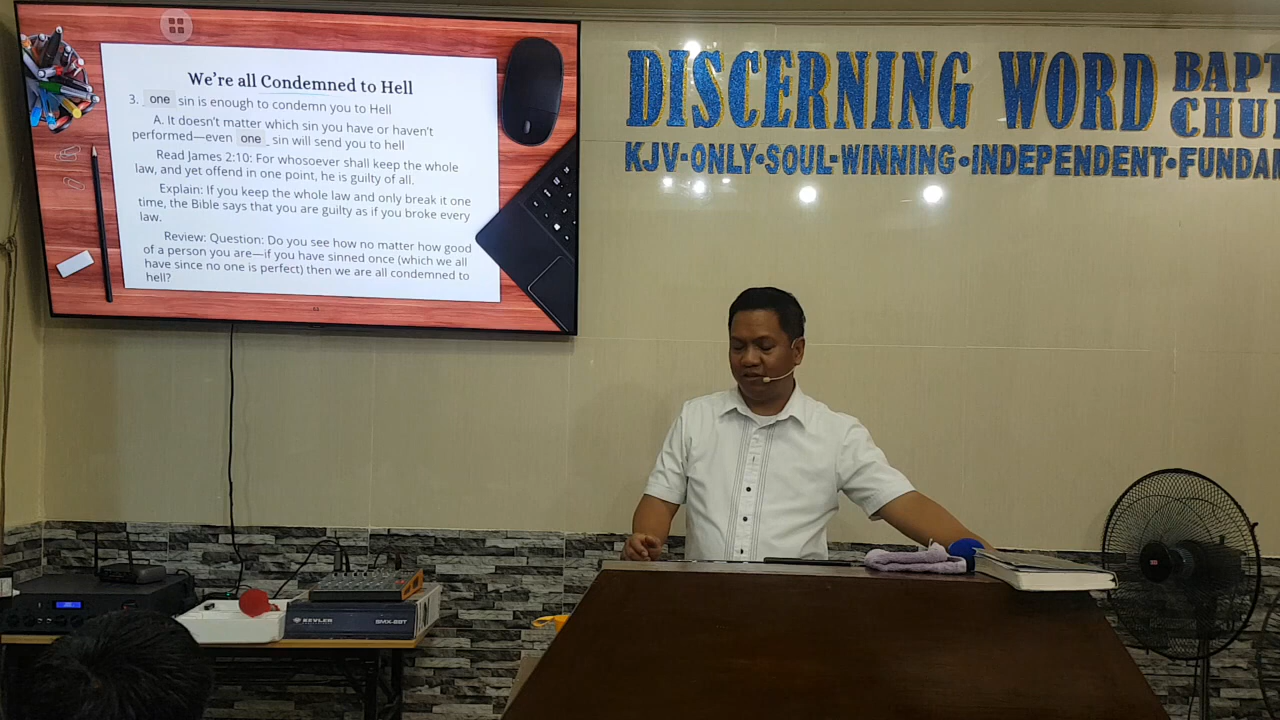 We're all Condemned to Hell
3. one sin is enough to condemn you to Hell
A. It doesn't matter which sin you have or haven't
performed—even one sin will send you to hell
Read James 2:10: For whosoever shall keep the whole
law, and yet offend in one point, he is guilty of all.
Explain: If you keep the whole law and only break it one
time, the Bible says that you are guilty as if you broke every
law.
Review: Question: Do you see how no matter how good
of a person you are—if you have sinned once (which we all
have since no one is perfect) then we are all condemned to
hell?
DISCERNING WORD BAPT
CHU
KJV-ONLY•SOUL-WINNING•INDEPENDENT•FUNDAM
KEVLER SMX-8BT